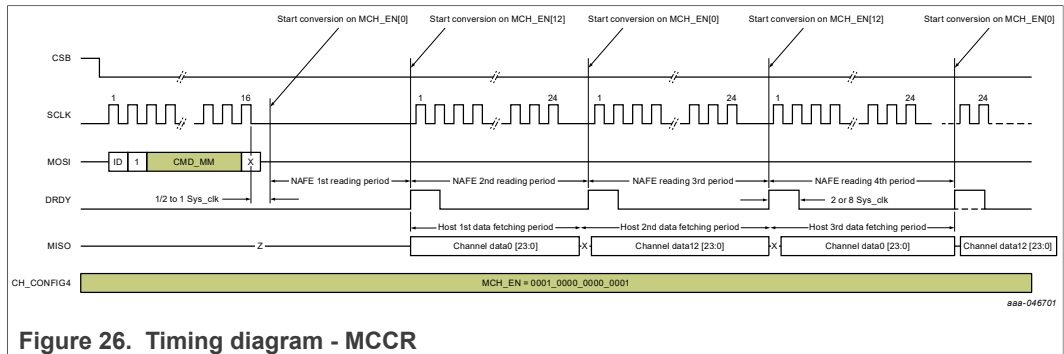 Start conversion on MCH_EN[0] Start conversion on MCH_EN[12] Start conversion on MCH_EN[0] Start conversion on MCH_EN[12] Start conversion on MCH_EN[0]
CSB
1 16 1 24 1 24 1 24 24
SCLK
MOSI ID 1 CMD_MM X
NAFE 1st reading period NAFE 2nd reading period NAFE reading 3rd period NAFE reading 4th period
DRDY 1/2 to 1 Sys_clk 2 or 8 Sys_clk
Host 1st data fetching period Host 2nd data fetching period Host 3rd data fetching period
MISO Z Channel data0 [23:0] X Channel data12 [23:0] X Channel data0 [23:0] Channel data12 [23:0]
CH_CONFIG4 MCH_EN = 0001_0000_0000_0001
aaa-046701
Figure 26. Timing diagram - MCCR